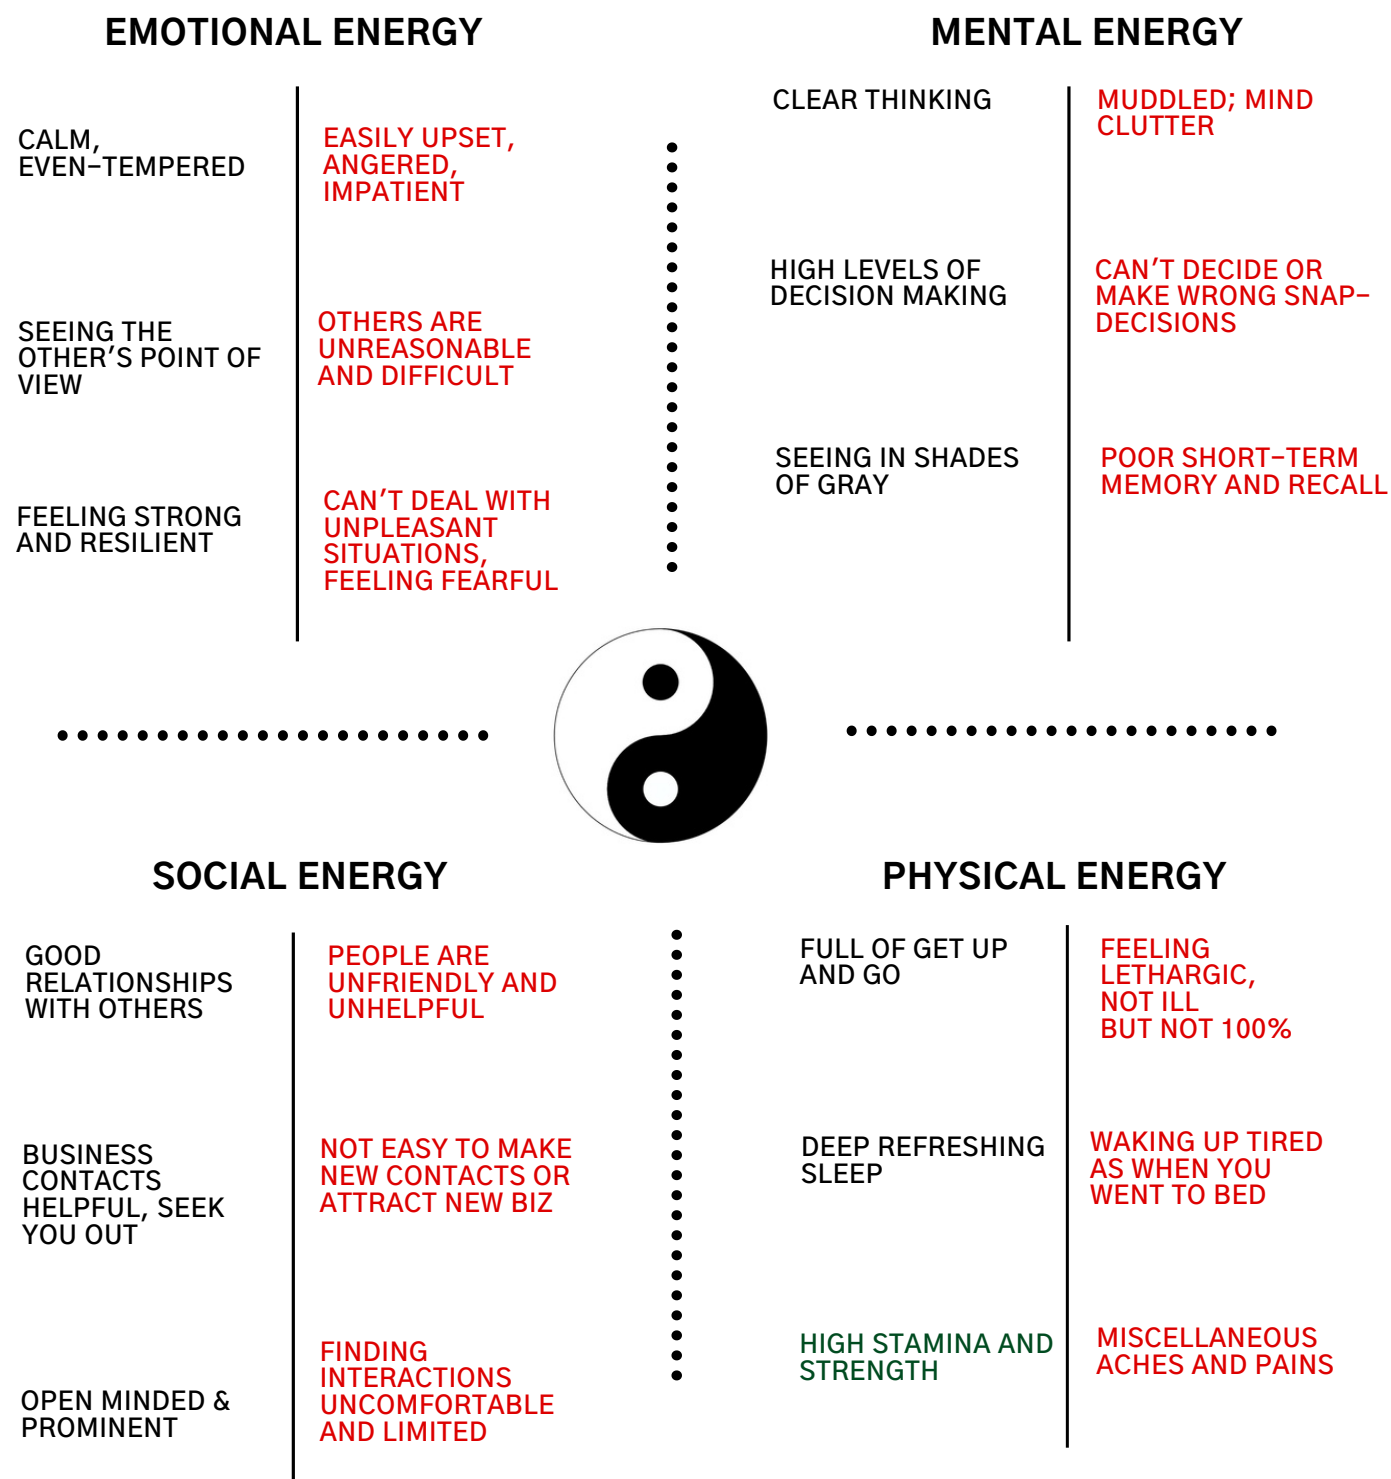 EMOTIONAL ENERGY
CALM,
EVEN-TEMPERED
EASILY UPSET,
ANGERED,
IMPATIENT
SEEING THE
OTHER'S POINT OF
VIEW
OTHERS ARE
UNREASONABLE
AND DIFFICULT
FEELING STRONG
AND RESILIENT
CAN'T DEAL WITH
UNPLEASANT
SITUATIONS,
FEELING FEARFUL
MENTAL ENERGY
CLEAR THINKING
MUDDLED; MIND
CLUTTER
HIGH LEVELS OF
DECISION MAKING
CAN'T DECIDE OR
MAKE WRONG SNAP-
DECISIONS
SEEING IN SHADES
OF GRAY
POOR SHORT-TERM
MEMORY AND RECALL
SOCIAL ENERGY
GOOD
RELATIONSHIPS
WITH OTHERS
PEOPLE ARE
UNFRIENDLY AND
UNHELPFUL
BUSINESS
CONTACTS
HELPFUL, SEEK
YOU OUT
NOT EASY TO MAKE
NEW CONTACTS OR
ATTRACT NEW BIZ
OPEN MINDED &
PROMINENT
FINDING
INTERACTIONS
UNCOMFORTABLE
AND LIMITED
PHYSICAL ENERGY
FULL OF GET UP
AND GO
FEELING
LETHARGIC,
NOT ILL
BUT NOT 100%
DEEP REFRESHING
SLEEP
WAKING UP TIRED
AS WHEN YOU
WENT TO BED
HIGH STAMINA AND
STRENGTH
MISCELLANEOUS
ACHES AND PAINS